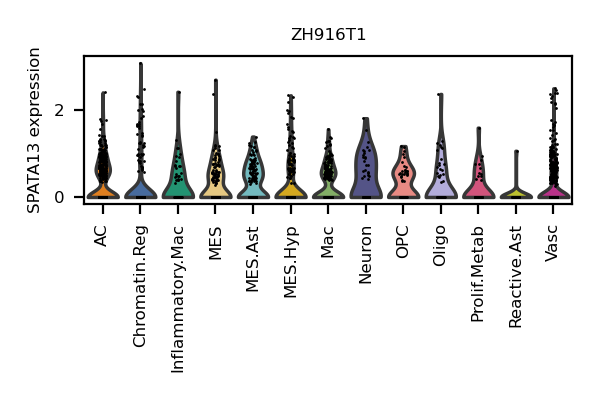 ZH916T1
SPATA13 expression
2
0
AC
Chromatin.Reg
Inflammatory.Mac
MES
MES.Ast
MES.Hyp
Mac
Neuron
OPC
Oligo
Prolif.Metab
Reactive.Ast
Vasc